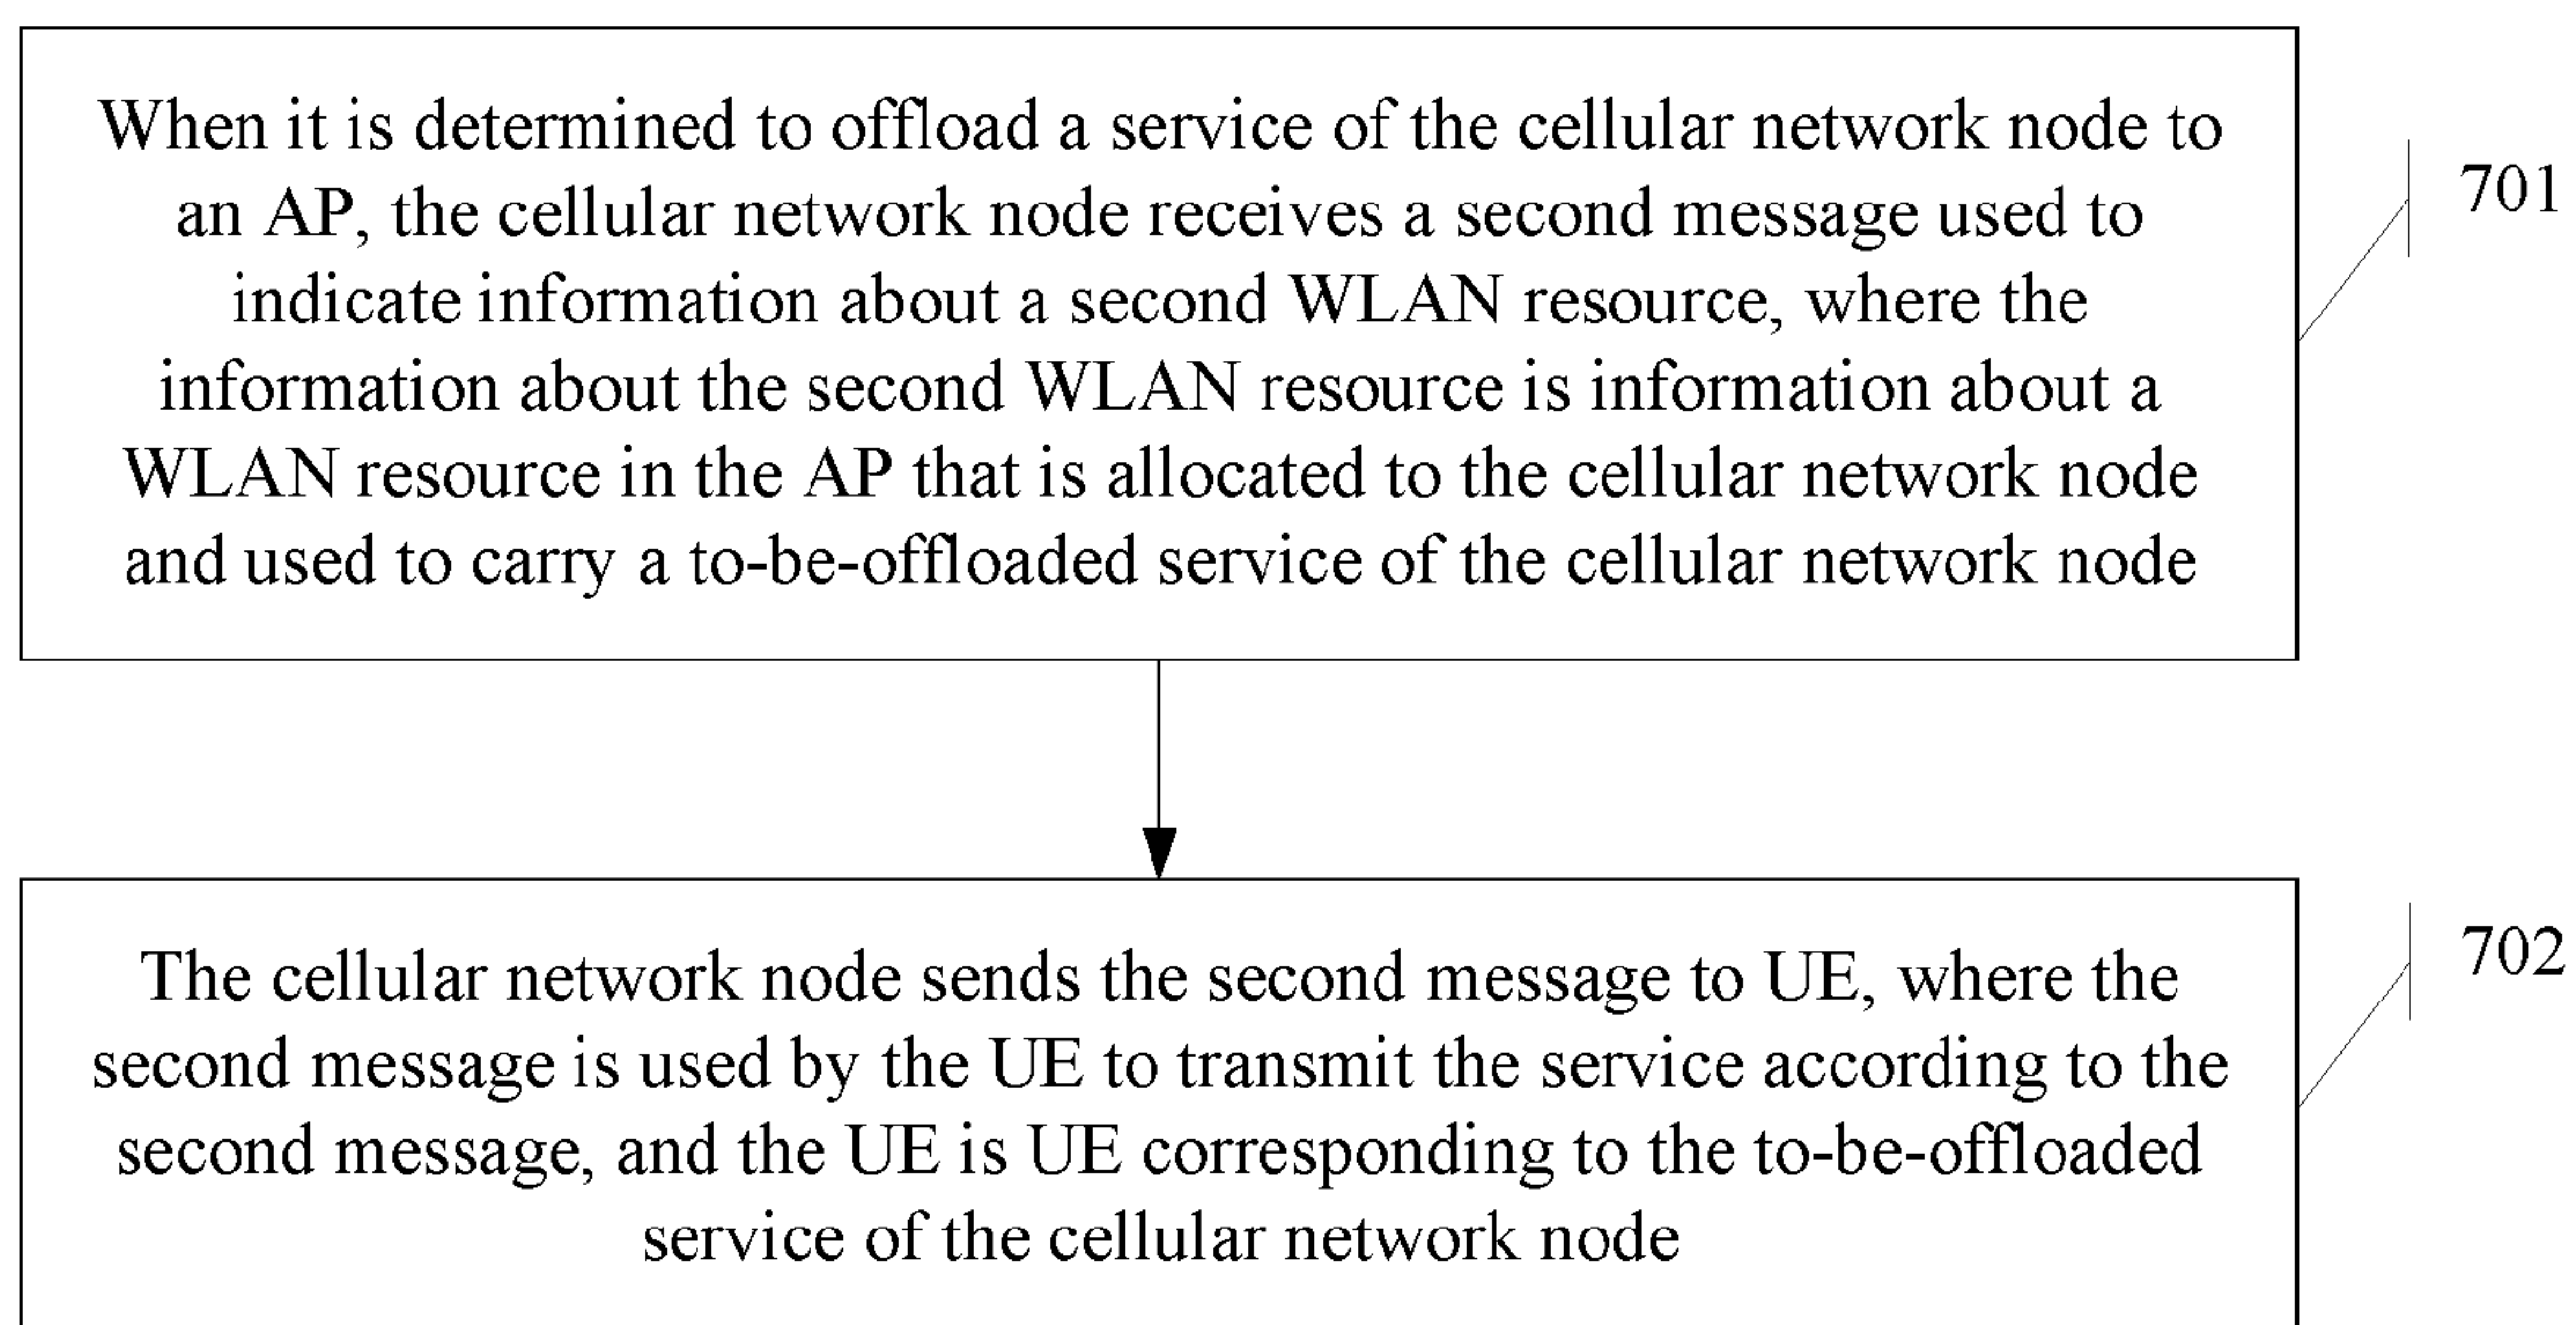 When it is determined to offload a service of the cellular network node to
an AP, the cellular network node receives a second message used to
indicate information about a second WLAN resource, where the
information about the second WLAN resource is information about a
WLAN resource in the AP that is allocated to the cellular network node
and used to carry a to-be-offloaded service of the cellular network node
701
The cellular network node sends the second message to UE, where the
second message is used by the UE to transmit the service according to the
second message, and the UE is UE corresponding to the to-be-offloaded
service of the cellular network node
702